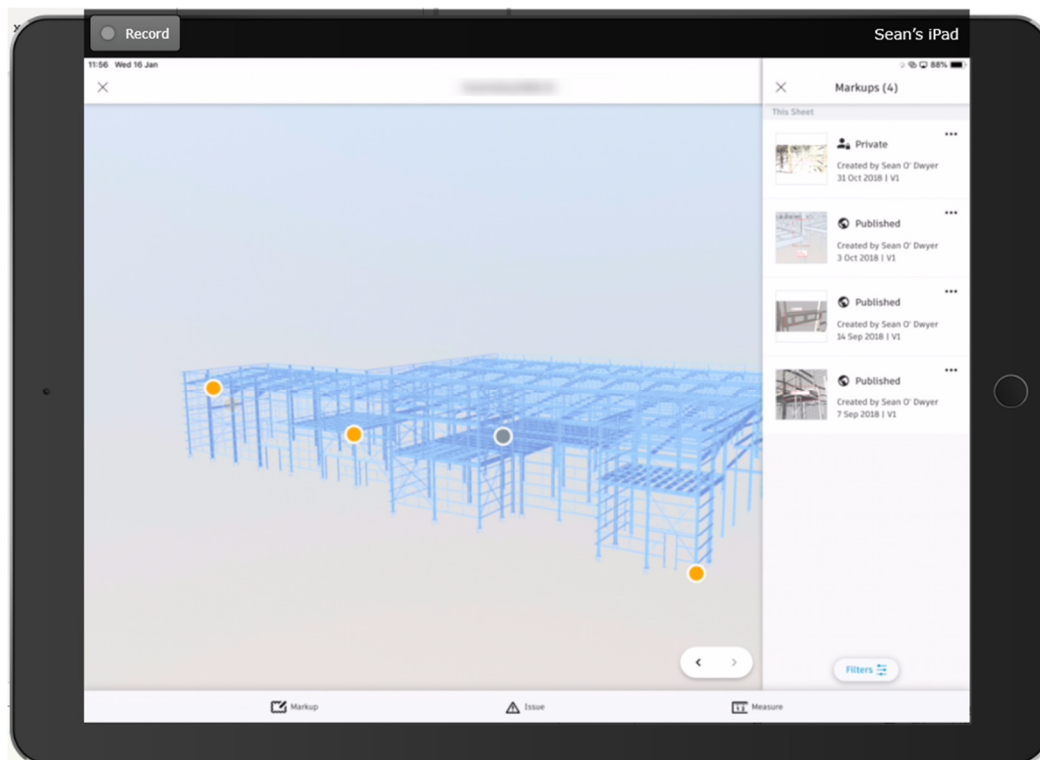 Record
Sean's iPad
11:56 Wed 16 Jan
88%
Markups (4)
This Sheet
Private
Created by Sean O' Dwyer
31 Oct 2018 | V1
Published
Created by Sean O' Dwyer
3 Oct 2018 | V1
Published
Created by Sean O' Dwyer
14 Sep 2018 | V1
Published
Created by Sean O' Dwyer
7 Sep 2018 | V1
Filters
Markup
Issue
Measure